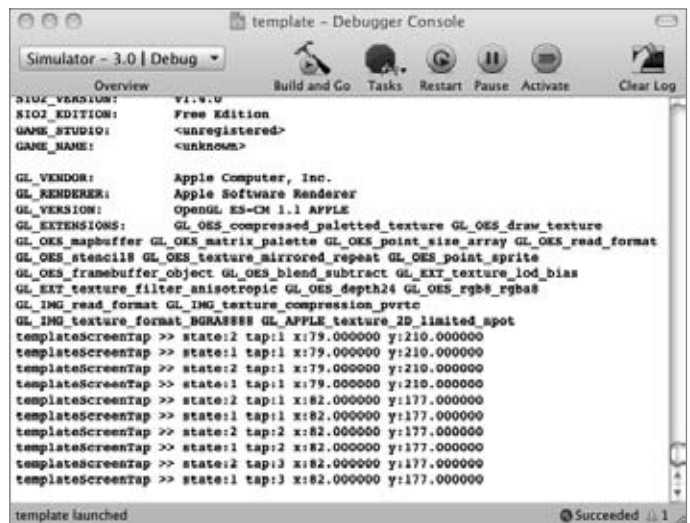 template – Debugger Console
Simulator – 3.0 | Debug
Overview
Build and Go Tasks Restart Pause Activate Clear Log
SIO2_VERSION: v1.4.0
SIO2_EDITION: Free Edition
GAME_STUDIO: <unregistered>
GAME_NAME: <unknown>
GL_VENDOR: Apple Computer, Inc.
GL_RENDERER: Apple Software Renderer
GL_VERSION: OpenGL ES-CM 1.1 APPLE
GL_EXTENSIONS: GL_OES_compressed_paletted_texture GL_OES_draw_texture
GL_OES_mapbuffer GL_OES_matrix_palette GL_OES_point_size_array GL_OES_read_format
GL_OES_stencil8 GL_OES_texture_mirrored_repeat GL_OES_point_sprite
GL_OES_framebuffer_object GL_OES_blend_subtract GL_EXT_texture_lod_bias
GL_EXT_texture_filter_anisotropic GL_OES_depth24 GL_OES_rgb8_rgba8
GL_IMG_read_format GL_IMG_texture_compression_pvrtc
GL_IMG_texture_format_BGRA8888 GL_APPLE_texture_2D_limited_npot
templateScreenTap >> state:2 tap:1 x:79.000000 y:210.000000
templateScreenTap >> state:1 tap:1 x:79.000000 y:210.000000
templateScreenTap >> state:2 tap:1 x:79.000000 y:210.000000
templateScreenTap >> state:1 tap:1 x:79.000000 y:210.000000
templateScreenTap >> state:2 tap:1 x:82.000000 y:177.000000
templateScreenTap >> state:1 tap:1 x:82.000000 y:177.000000
templateScreenTap >> state:2 tap:2 x:82.000000 y:177.000000
templateScreenTap >> state:1 tap:2 x:82.000000 y:177.000000
templateScreenTap >> state:2 tap:3 x:82.000000 y:177.000000
templateScreenTap >> state:1 tap:3 x:82.000000 y:177.000000
template launched
Succeeded 1